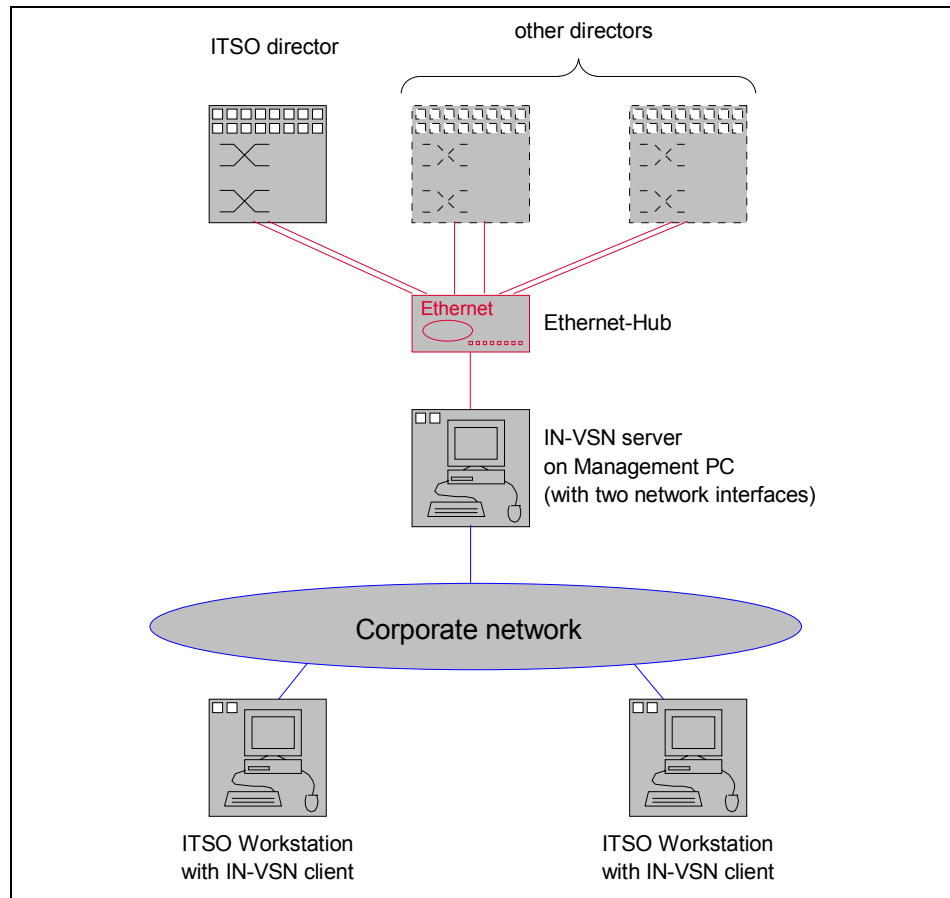 ITSO director
other directors
Ethernet
Ethernet-Hub
IN-VSN server
on Management PC
(with two network interfaces)
Corporate network
ITSO Workstation
with IN-VSN client
ITSO Workstation
with IN-VSN client